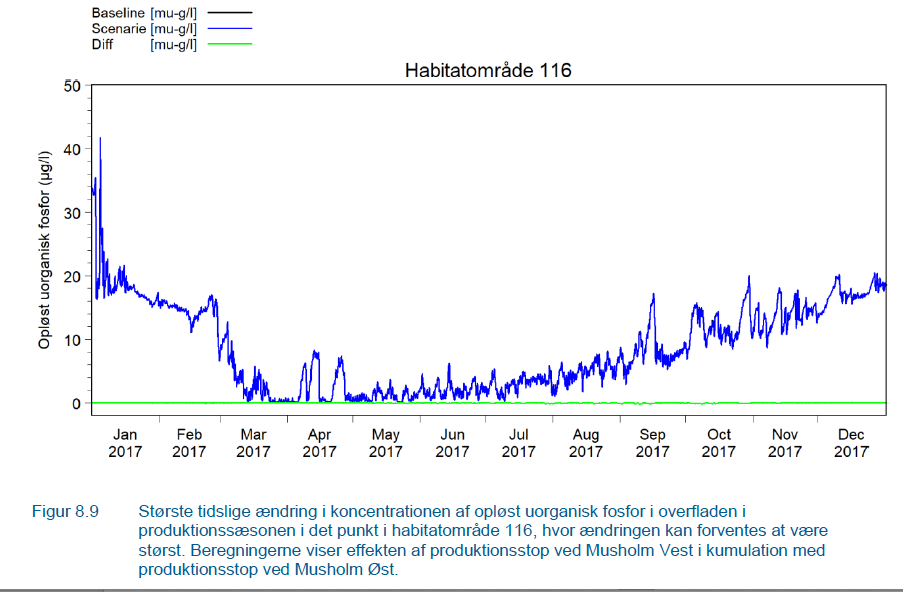 Baseline [mu-g/l]
Scenarie [mu-g/l]
Diff [mu-g/l]
Habitatområde 116
Opløst uorganisk fosfor (µg/l)
50
40
30
20
10
0
Jan Feb Mar Apr May Jun Jul Aug Sep Oct Nov Dec
2017 2017 2017 2017 2017 2017 2017 2017 2017 2017 2017 2017
Figur 8.9 Største tidslige ændring i koncentrationen af opløst uorganisk fosfor i overfladen i
produktionssæsonen i det punkt i habitatområde 116, hvor ændringen kan forventes at være
størst. Beregningerne viser effekten af produktionsstop ved Musholm Vest i kumulation med
produktionsstop ved Musholm Øst.